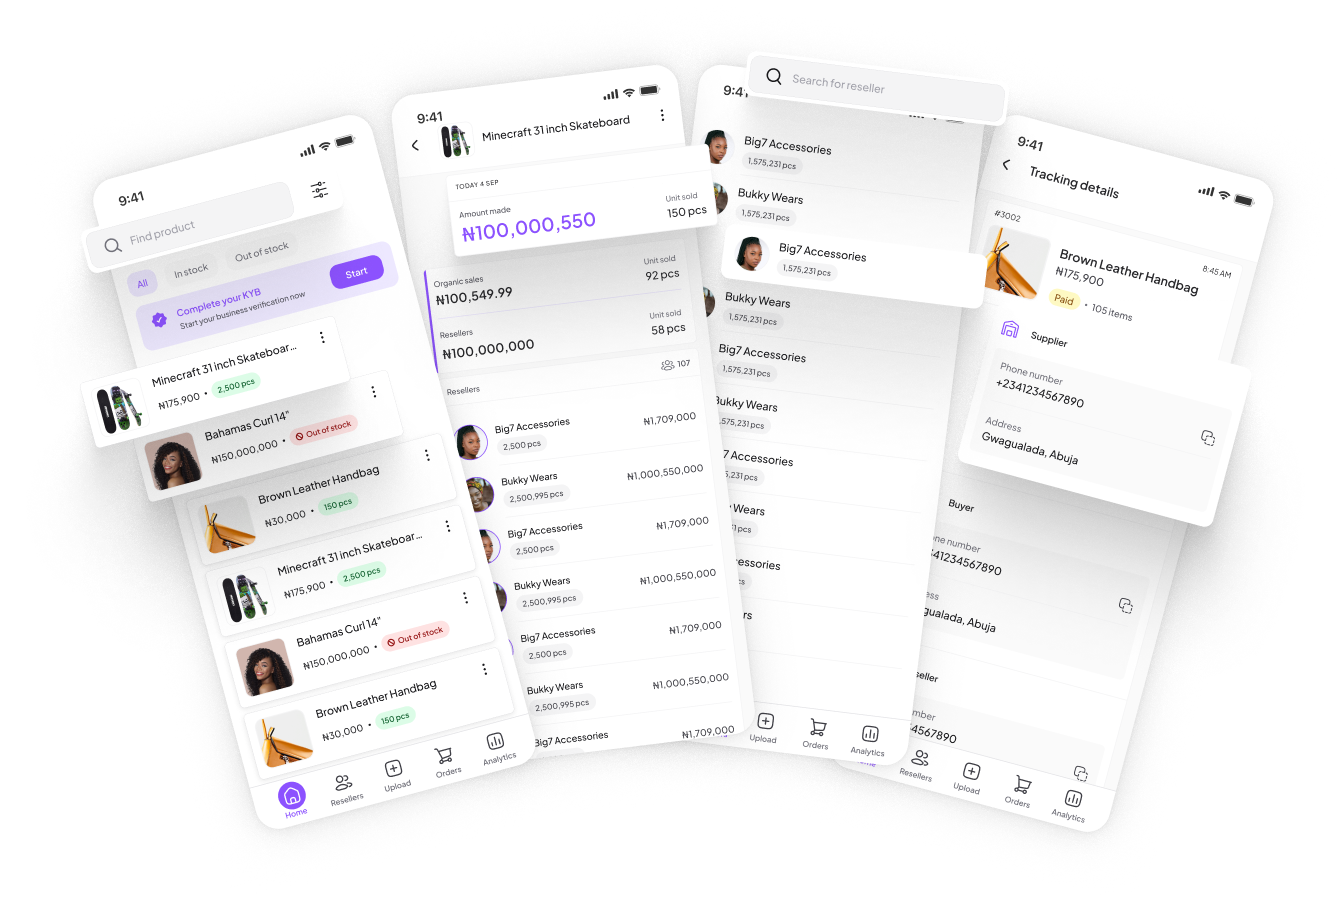 9:41
Find product
All
In stock
Out of stock
Complete your KYB
Start your business verification now
Start
Minecraft 31 inch Skateboar...
₦175,900 • 2,500 pcs
Bahamas Curl 14"
₦150,000,000 • Out of stock
Brown Leather Handbag
₦30,000 • 150 pcs
Minecraft 31 inch Skateboar...
₦175,900 • 2,500 pcs
Bahamas Curl 14"
₦150,000,000 • Out of stock
Brown Leather Handbag
₦30,000 • 150 pcs
Home
Resellers
Upload
Orders
Analytics
9:41
Minecraft 31 inch Skateboard
TODAY 4 SEP
Amount made
Unit sold
₦100,000,550
150 pcs
Organic sales
Unit sold
₦100,549.99
92 pcs
Resellers
Unit sold
₦100,000,000
58 pcs
Resellers
107
Big7 Accessories
2,500 pcs
₦1,709,000
Bukky Wears
2,500,995 pcs
₦1,000,550,000
Big7 Accessories
2,500 pcs
₦1,709,000
Bukky Wears
2,500,995 pcs
₦1,000,550,000
Big7 Accessories
2,500 pcs
₦1,709,000
Bukky Wears
2,500,995 pcs
₦1,000,550,000
Big7 Accessories
₦1,709,000
9:41
Search for reseller
Big7 Accessories
1,575,231 pcs
Bukky Wears
1,575,231 pcs
Big7 Accessories
1,575,231 pcs
Bukky Wears
1,575,231 pcs
Big7 Accessories
1,575,231 pcs
Bukky Wears
,575,231 pcs
7 Accessories
5,231 pcs
Wears
31 pcs
essories
pcs
rs
Upload
Orders
Analytics
9:41
Tracking details
#3002
8:45 AM
Brown Leather Handbag
₦175,900
Paid • 105 items
Supplier
Phone number
+2341234567890
Address
Gwagualada, Abuja
Buyer
ne number
41234567890
ess
gualada, Abuja
seller
mber
4567890
Resellers
Upload
Orders
Analytics